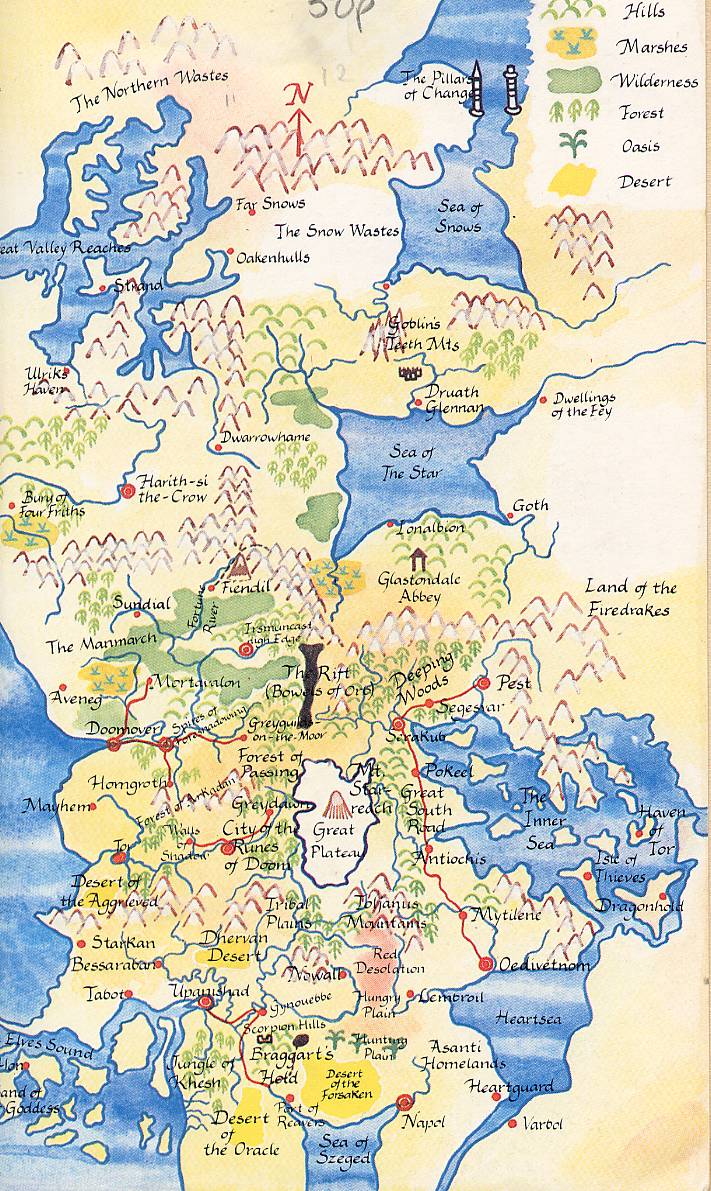 50p
Hills
Marshes
Wilderness
Forest
Oasis
Desert
The Pillars
of Change
The Northern Wastes
N
12
11
Far Snows
The Snow Wastes
Sea of
Snows
eat Valley Reaches
Oakenhulls
Strand
Goblin's
Teeth Mts
Ulriks
Haven
Druath
Glennan
Dwellings
of the Fey
Dwarrowhame
Sea of
The Star
Harith-si
the-Crow
Bury of
Four Friths
Goth
Ionalbion
Glastondale
Abbey
Land of the
Firedrakes
Fiendil
Fortune
River
Sundial
Irsmuncast
nigh Edge
The Manmarch
The Rift
(Bowels of Orb)
Deeping
Woods
Pest
Mortavalon
Aveneg
Segesvar
Doomover
Spires of
Foreshadowing
Greyguilds-
on-the-Moor
Serakub
Forest of
Passing
Mt.
Star-
reach
Pokeel
Homgroth
Forest of Arkadan
Mayhem
Greydawn
Great
South
Road
The
Inner
Sea
Haven
of
Tor
Thays
of
Shadow
City of the
Runes
of Doom
Great
Plateau
Tor
Antiochis
Isle of
Thieves
Desert of
the Aggrieved
Tribal
Plains
Ibhanus
Mountains
Mytilene
Dragonhold
Starkan
Dhervan
Desert
Bessaraban
Nowall
Red
Desolation
Oedivetnom
Tabot
Upanishad
Gynouebbe
Hungry
Plain
Lembroil
Heartsea
Scorpion Hills
Elves Sound
Braggart's
Hold
Hunting
Plain
Asanti
Homelands
Jungle of
Khesh
Desert
of the
Forsaken
Heartguard
and of
Goddess
Port of
Reavers
Napol
Varbol
Desert
of
the Oracle
Sea of
Szeged